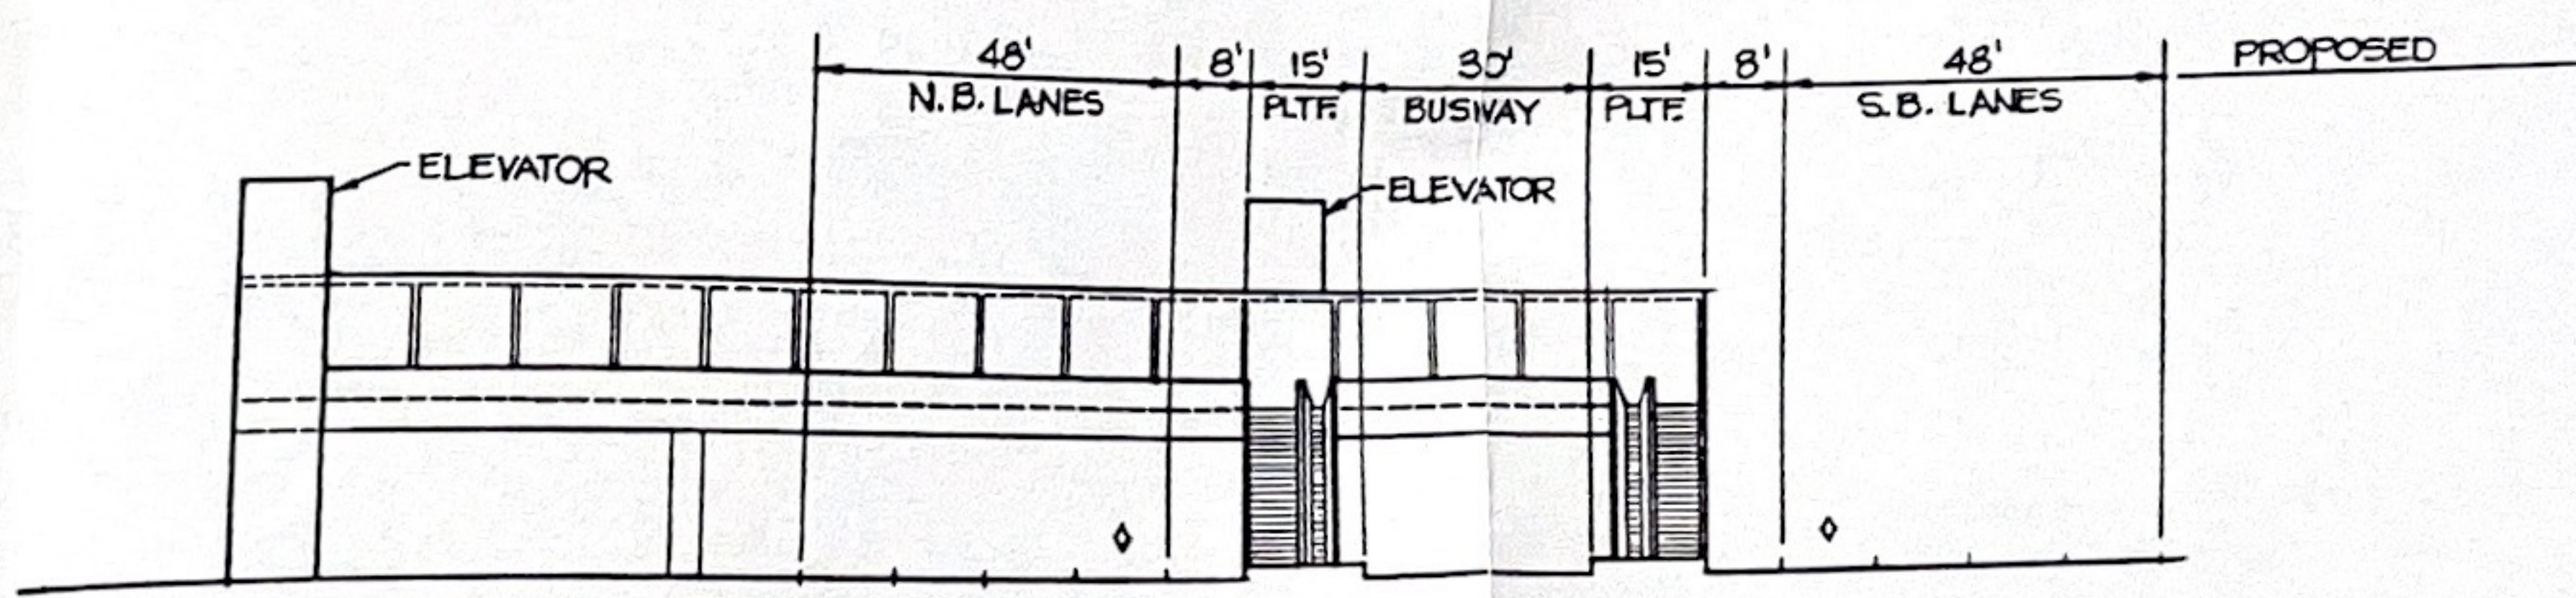 48' 8' 15' 30' 15' 8' 48' PROPOSED
N.B. LANES PLTF. BUSWAY PLTF. S.B. LANES
ELEVATOR
ELEVATOR